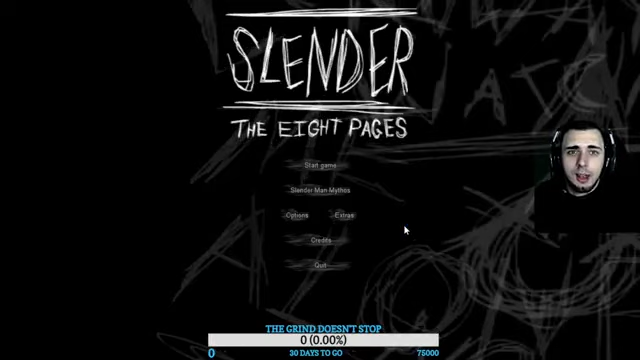 SLENDER
THE EIGHT PAGES
Start game
Slender Man Mythos
Options Extras
Credits
Quit
THE GRIND DOESN'T STOP
0 (0.00%)
0 30 DAYS TO GO 75000